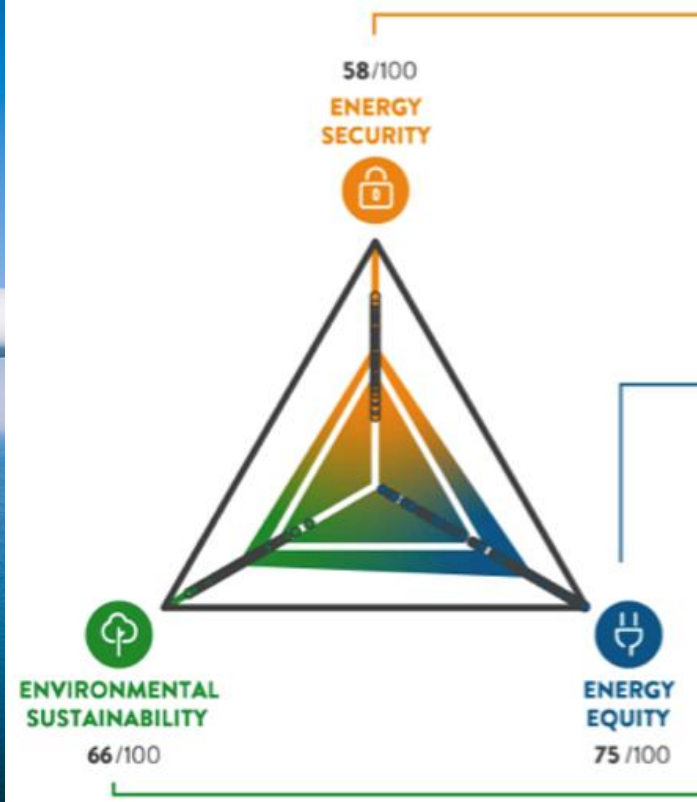 58/100
ENERGY
SECURITY
ENVIRONMENTAL
SUSTAINABILITY
66/100
ENERGY
EQUITY
75/100